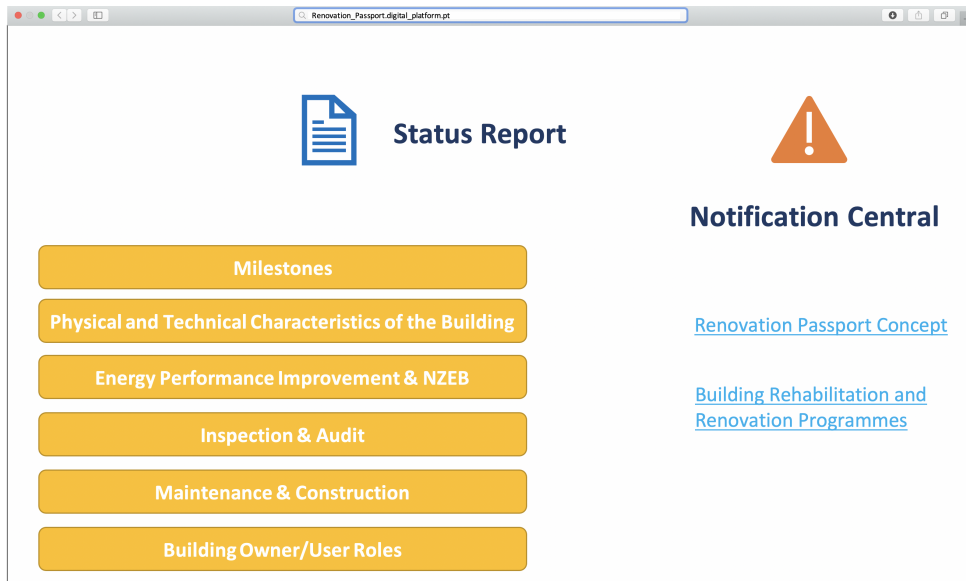 Renovation_Passport.digital_platform.pt
Status Report
Notification Central
Milestones
Physical and Technical Characteristics of the Building
Energy Performance Improvement & NZEB
Inspection & Audit
Maintenance & Construction
Building Owner/User Roles
Renovation Passport Concept
Building Rehabilitation and
Renovation Programmes